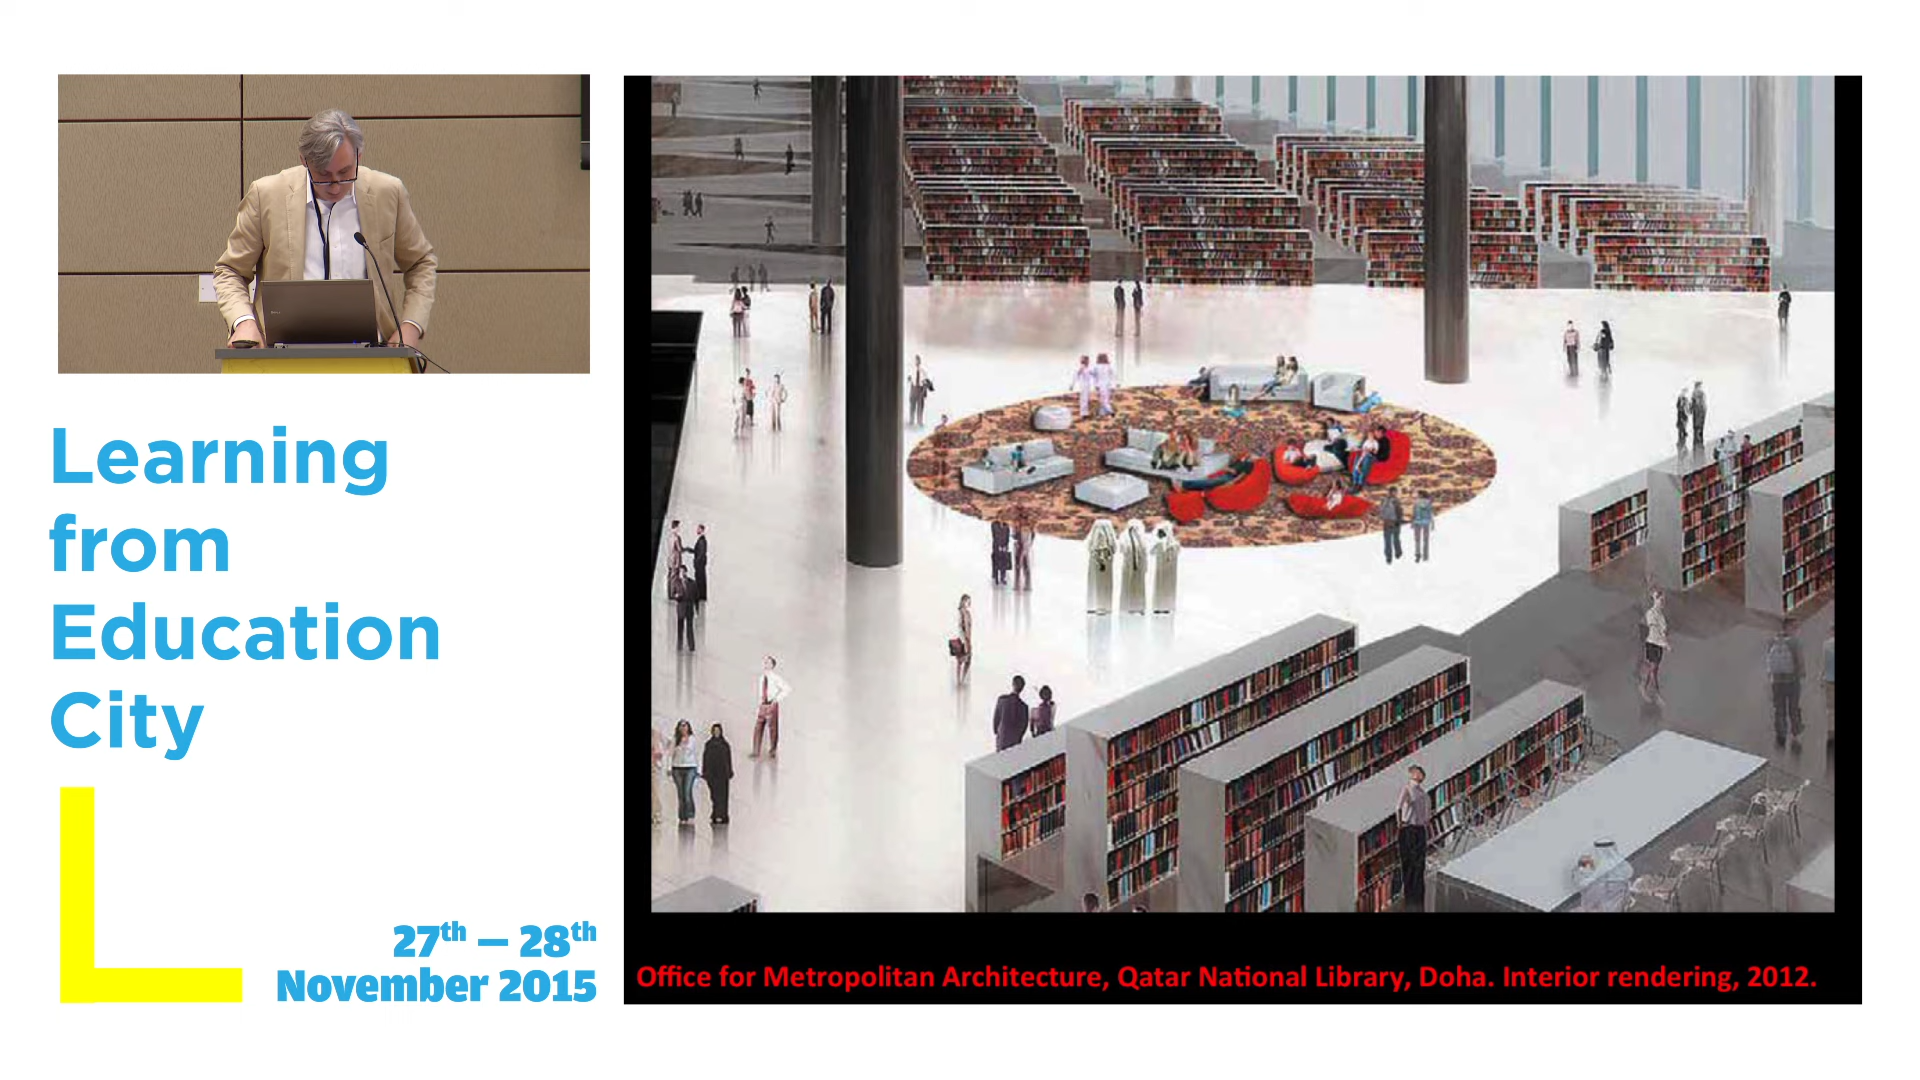 Learning
from
Education
City
27th – 28th
November 2015
Office for Metropolitan Architecture, Qatar National Library, Doha. Interior rendering, 2012.